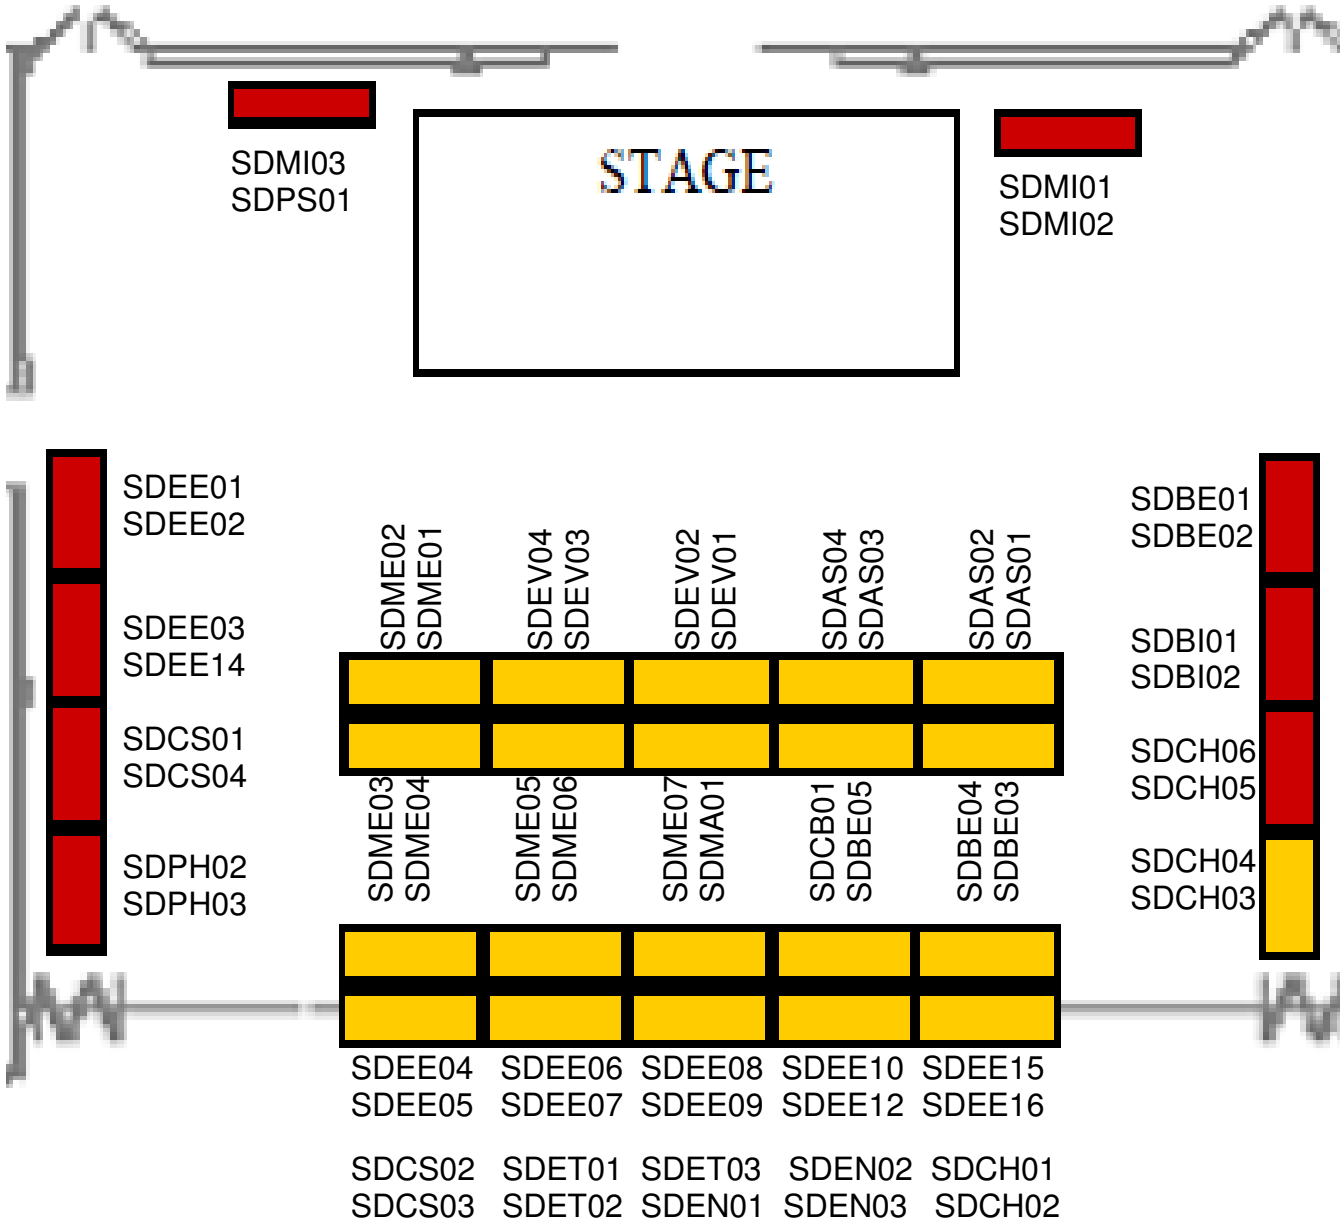 STAGE
SDMI03
SDPS01
SDMI01
SDMI02
SDEE01
SDEE02
SDEE03
SDEE14
SDCS01
SDCS04
SDPH02
SDPH03
SDME02
SDME01
SDEV04
SDEV03
SDEV02
SDEV01
SDAS04
SDAS03
SDAS02
SDAS01
SDBE01
SDBE02
SDBI01
SDBI02
SDCH06
SDCH05
SDCH04
SDCH03
SDME03
SDME04
SDME05
SDME06
SDME07
SDMA01
SDCB01
SDBE05
SDBE04
SDBE03
SDEE04 SDEE06 SDEE08 SDEE10 SDEE15
SDEE05 SDEE07 SDEE09 SDEE12 SDEE16
SDCS02 SDET01 SDET03 SDEN02 SDCH01
SDCS03 SDET02 SDEN01 SDEN03 SDCH02